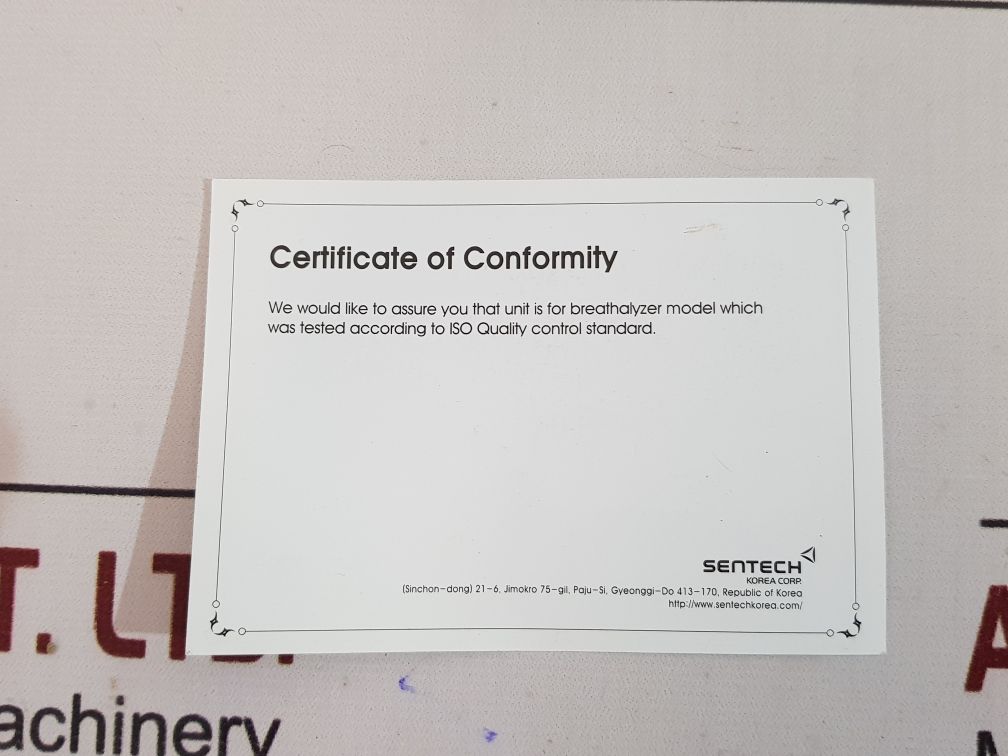 Certificate of Conformity
We would like to assure you that unit is for breathalyzer model which
was tested according to ISO Quality control standard.
SENTECH
KOREA CORP.
(Sinchon-dong) 21-6, Jimokro 75-gil, Paju-Si, Gyeonggi-Do 413-170, Republic of Korea
http://www.sentechkorea.com/
T. LTD.
achinery
A